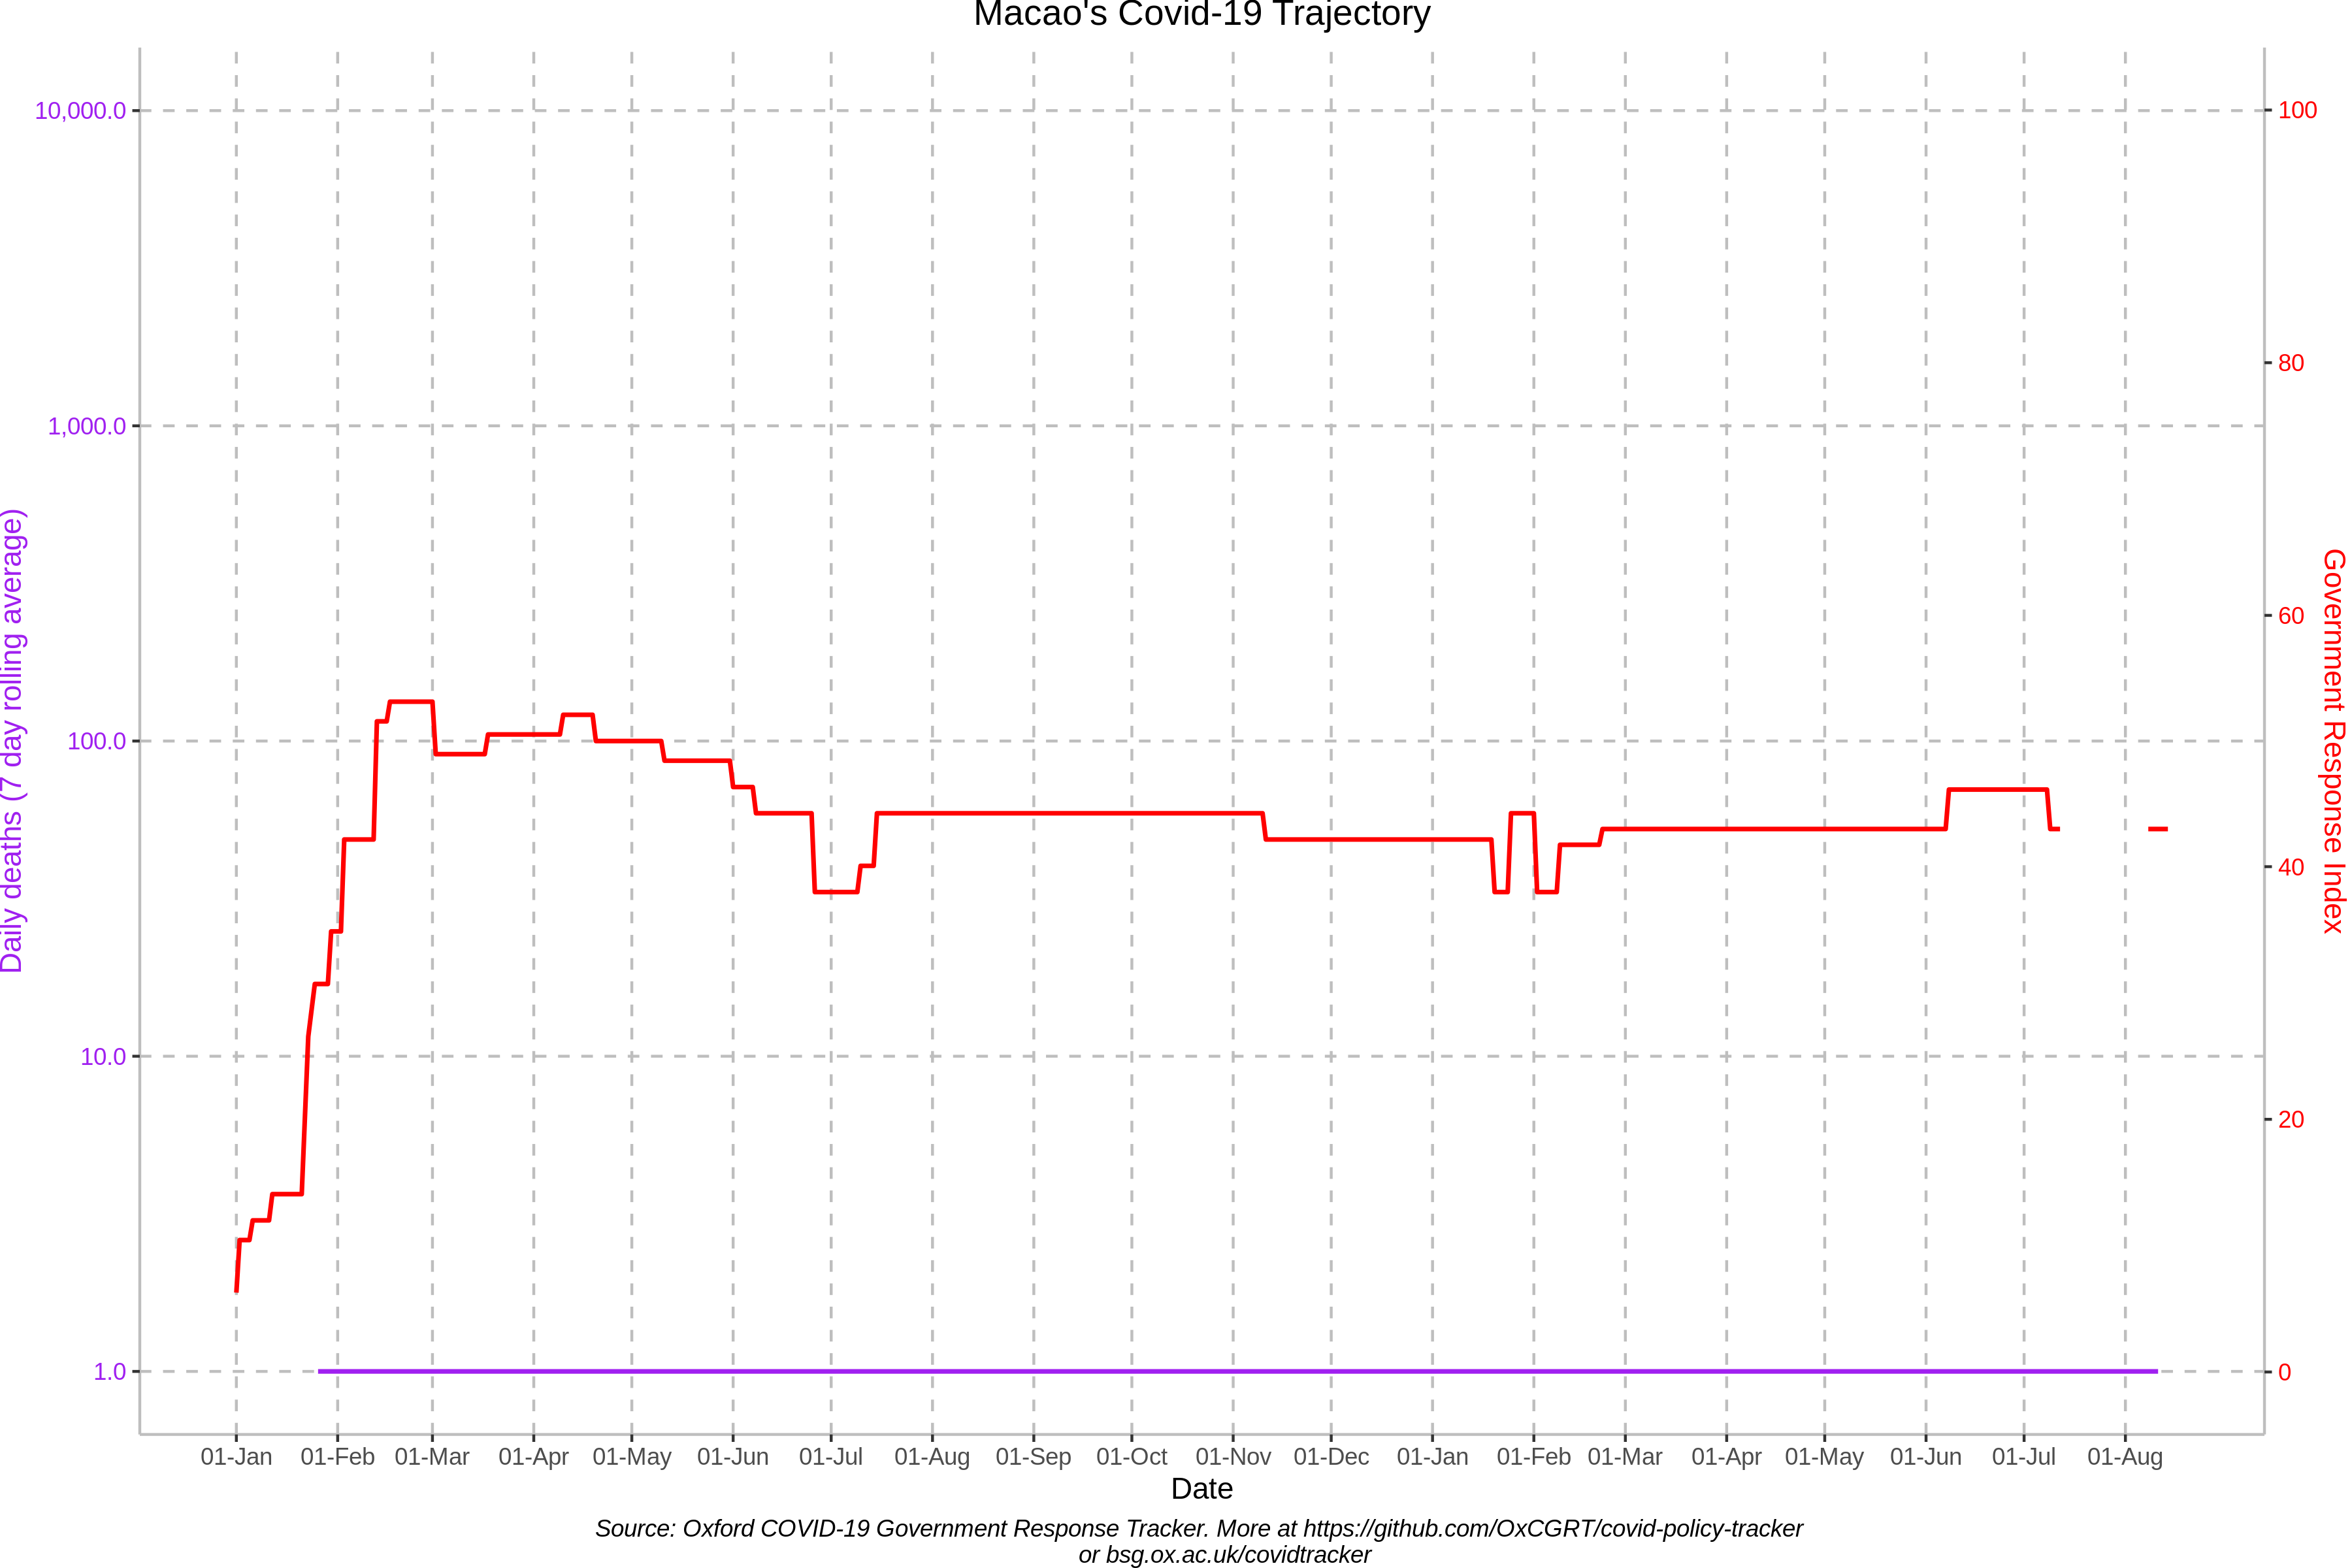 Macao's Covid-19 Trajectory
10,000.0
1,000.0
100.0
10.0
1.0
Daily deaths (7 day rolling average)
100
80
60
40
20
0
Government Response Index
01-Jan 01-Feb 01-Mar 01-Apr 01-May 01-Jun 01-Jul 01-Aug 01-Sep 01-Oct 01-Nov 01-Dec 01-Jan 01-Feb 01-Mar 01-Apr 01-May 01-Jun 01-Jul 01-Aug
Date
Source: Oxford COVID-19 Government Response Tracker. More at https://github.com/OxCGRT/covid-policy-tracker
or bsg.ox.ac.uk/covidtracker